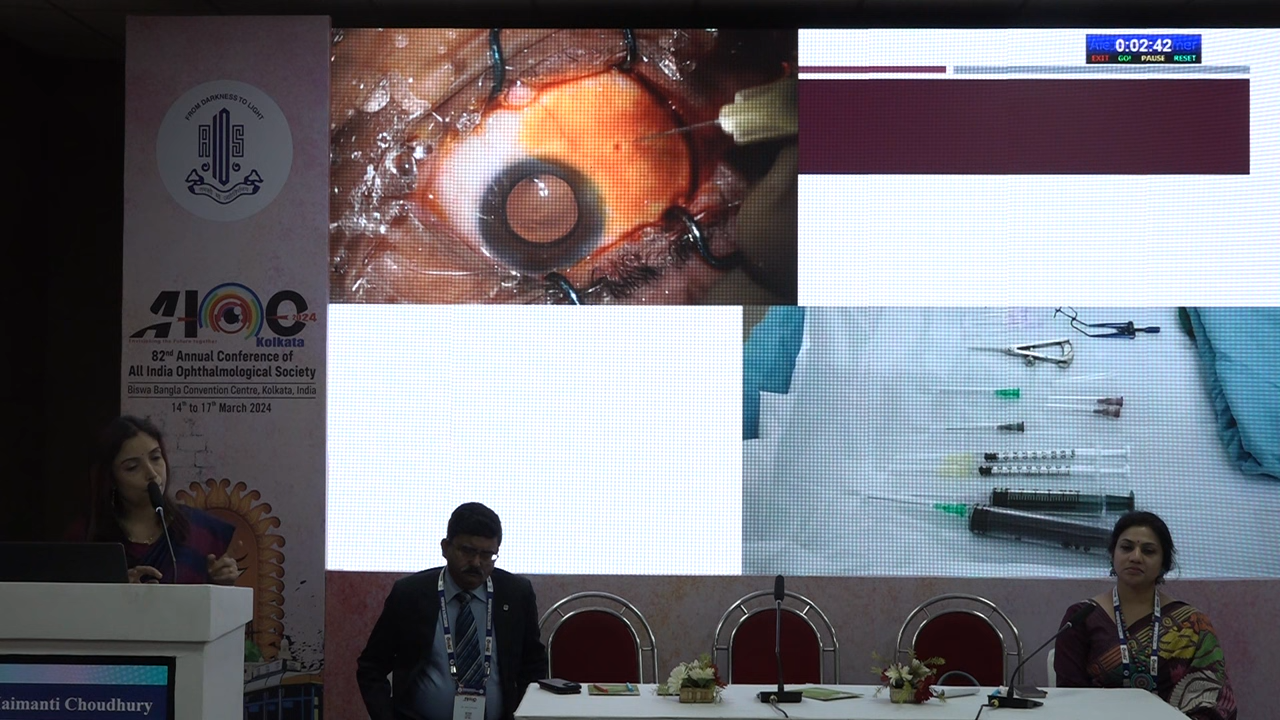 FROM DARKNESS TO LIGHT
AIOS
AIOC
2024
Kolkata
82nd Annual Conference of
All India Ophthalmological Society
Biswa Bangla Convention Centre, Kolkata, India
14th to 17th March 2024
0:02:42
EXIT GO! PAUSE RESET
aimanti Choudhury